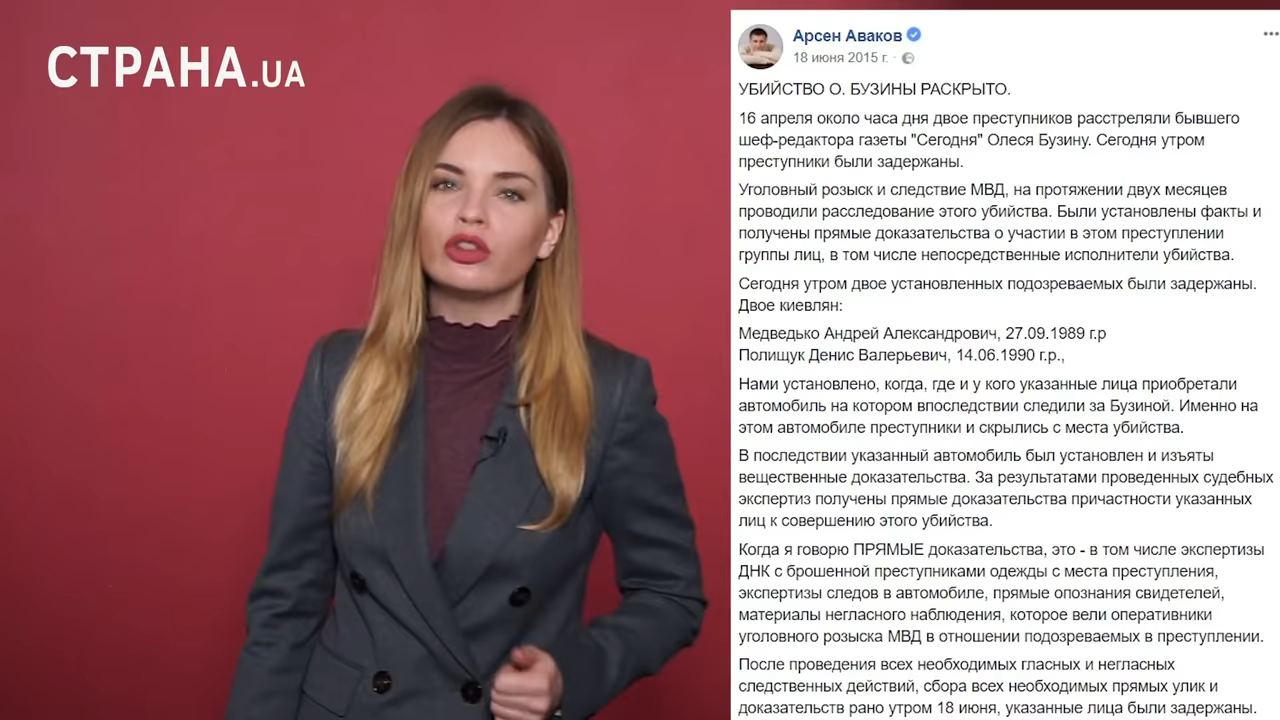 СТРАНА.UA
Арсен Аваков
18 июня 2015 г. ·
УБИЙСТВО О. БУЗИНЫ РАСКРЫТО.
16 апреля около часа дня двое преступников расстреляли бывшего
шеф-редактора газеты "Сегодня" Олеся Бузину. Сегодня утром
преступники были задержаны.
Уголовный розыск и следствие МВД, на протяжении двух месяцев
проводили расследование этого убийства. Были установлены факты и
получены прямые доказательства о участии в этом преступлении
группы лиц, в том числе непосредственные исполнители убийства.
Сегодня утром двое установленных подозреваемых были задержаны.
Двое киевлян:
Медведько Андрей Александрович, 27.09.1989 г.р
Полищук Денис Валерьевич, 14.06.1990 г.р.,
Нами установлено, когда, где и у кого указанные лица приобретали
автомобиль на котором впоследствии следили за Бузиной. Именно на
этом автомобиле преступники и скрылись с места убийства.
В последствии указанный автомобиль был установлен и изъяты
вещественные доказательства. За результатами проведенных судебных
экспертиз получены прямые доказательства причастности указанных
лиц к совершению этого убийства.
Когда я говорю ПРЯМЫЕ доказательства, это - в том числе экспертизы
ДНК с брошенной преступниками одежды с места преступления,
экспертизы следов в автомобиле, прямые опознания свидетелей,
материалы негласного наблюдения, которое вели оперативники
уголовного розыска МВД в отношении подозреваемых в преступлении.
После проведения всех необходимых гласных и негласных
следственных действий, сбора всех необходимых прямых улик и
доказательств рано утром 18 июня, указанные лица были задержаны.